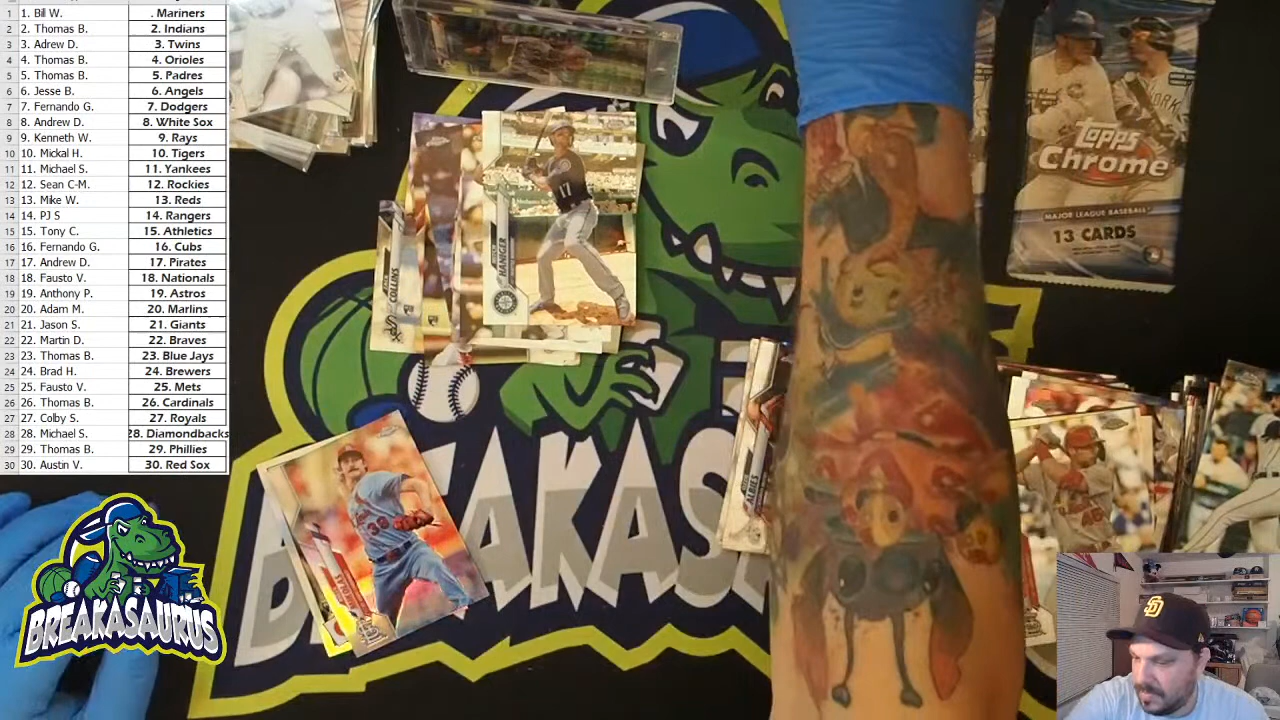 1 1. Bill W. . Mariners
2 2. Thomas B. 2. Indians
3 3. Adrew D. 3. Twins
4 4. Thomas B. 4. Orioles
5 5. Thomas B. 5. Padres
6 6. Jesse B. 6. Angels
7 7. Fernando G. 7. Dodgers
8 8. Andrew D. 8. White Sox
9 9. Kenneth W. 9. Rays
10 10. Mickal H. 10. Tigers
11 11. Michael S. 11. Yankees
12 12. Sean C-M. 12. Rockies
13 13. Mike W. 13. Reds
14 14. PJ S 14. Rangers
15 15. Tony C. 15. Athletics
16 16. Fernando G. 16. Cubs
17 17. Andrew D. 17. Pirates
18 18. Fausto V. 18. Nationals
19 19. Anthony P. 19. Astros
20 20. Adam M. 20. Marlins
21 21. Jason S. 21. Giants
22 22. Martin D. 22. Braves
23 23. Thomas B. 23. Blue Jays
24 24. Brad H. 24. Brewers
25 25. Fausto V. 25. Mets
26 26. Thomas B. 26. Cardinals
27 27. Colby S. 27. Royals
28 28. Michael S. 28. Diamondbacks
29 29. Thomas B. 29. Phillies
30 30. Austin V. 30. Red Sox
17
HANIGER
COLLINS
YORK
Topps
Chrome
MAJOR LEAGUE BASEBALL
13 CARDS
BREAKASAU
BREAKASAURUS
ALBIES
SD